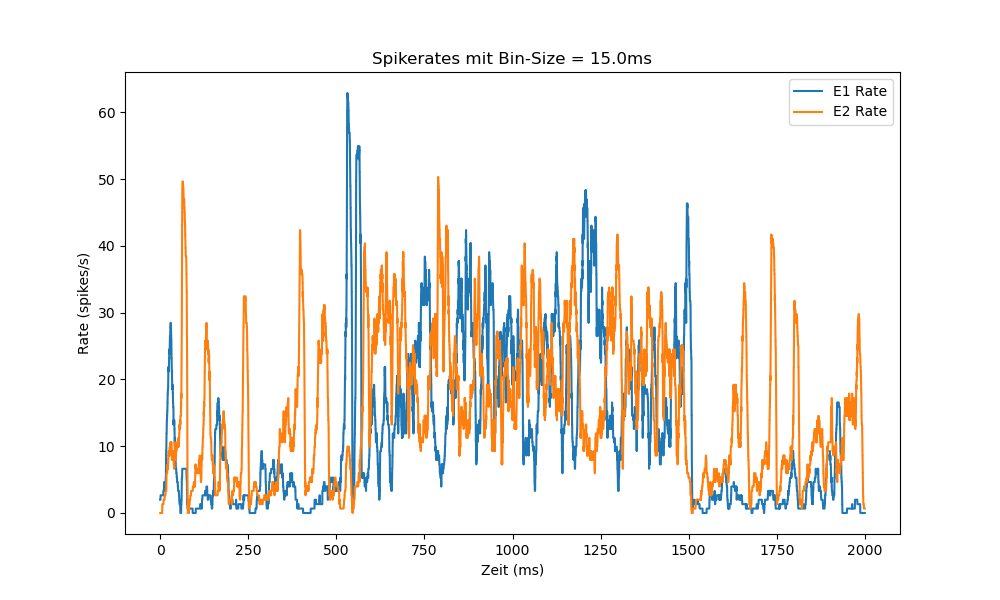 Spikerates mit Bin-Size = 15.0ms
E1 Rate
E2 Rate
Rate (spikes/s)
60
50
40
30
20
10
0
0 250 500 750 1000 1250 1500 1750 2000
Zeit (ms)